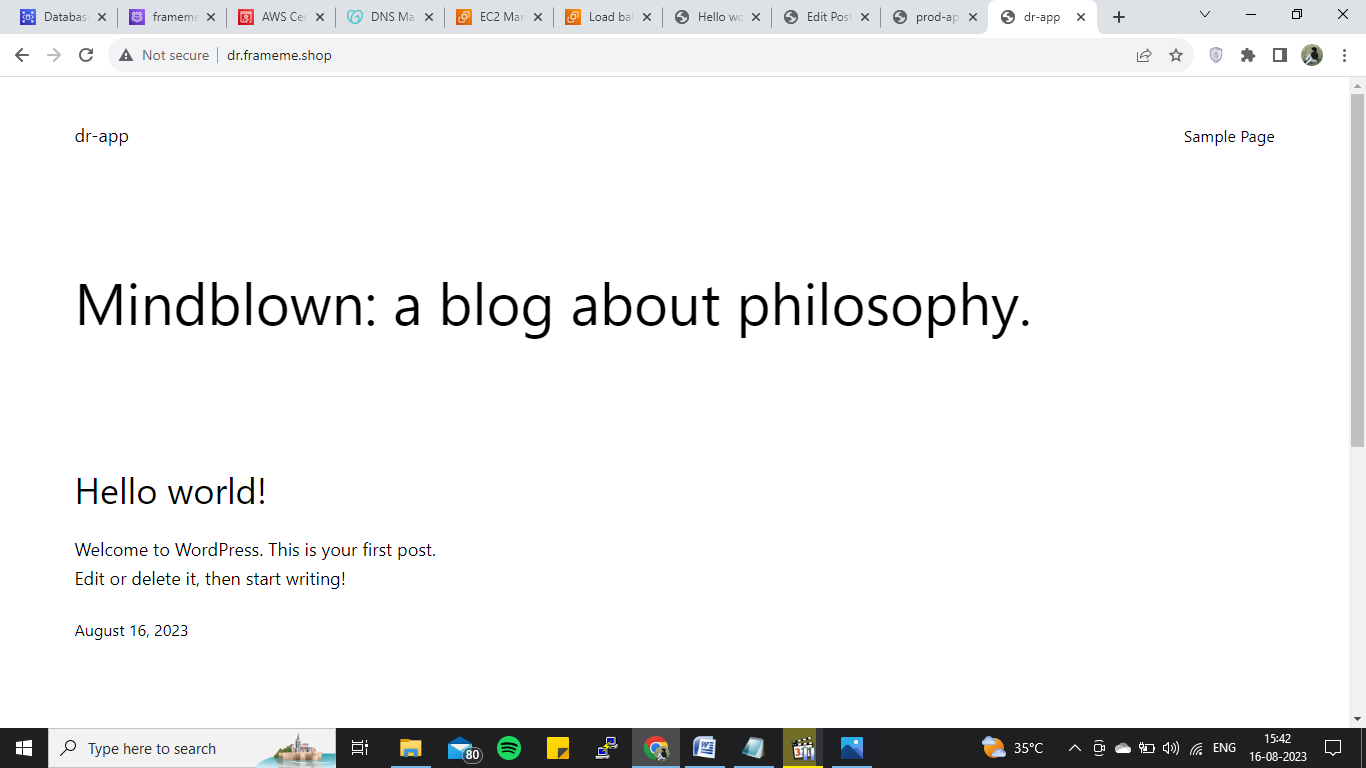 Databas
frameme
AWS Cer
DNS Ma
EC2 Mar
Load bal
Hello wo
Edit Post
prod-ap
dr-app
Not secure
dr.frameme.shop
dr-app
Sample Page
Mindblown: a blog about philosophy.
Hello world!
Welcome to WordPress. This is your first post.
Edit or delete it, then start writing!
August 16, 2023
Type here to search
80
35°C
ENG
15:42
16-08-2023